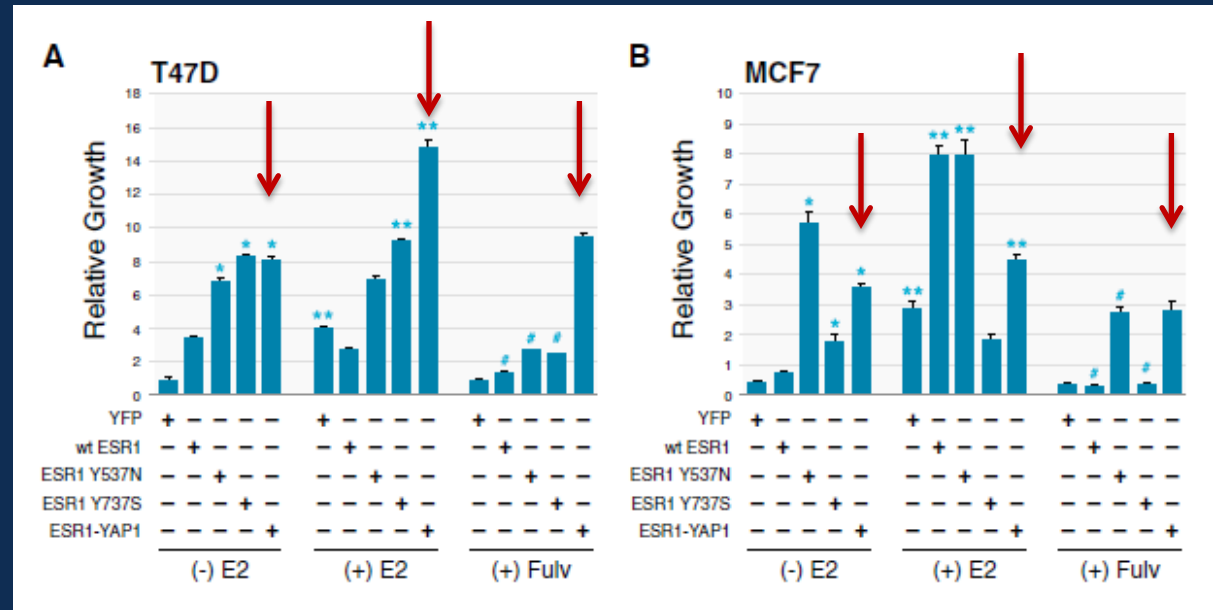 A
T47D
18
16
14
12
10
8
6
4
2
0
Relative Growth
** ** ** * * * # # #
YFP + – – – – + – – – – + – – – –
wt ESR1 – + – – – – + – – – – + – – –
ESR1 Y537N – – + – – – – + – – – – + – –
ESR1 Y737S – – – + – – – – + – – – – + –
ESR1-YAP1 – – – – + – – – – + – – – – +
(-) E2 (+) E2 (+) Fulv
B
MCF7
10
9
8
7
6
5
4
3
2
1
0
Relative Growth
** ** * ** * ** * # # #
YFP + – – – – + – – – – + – – – –
wt ESR1 – + – – – – + – – – – + – – –
ESR1 Y537N – – + – – – – + – – – – + – –
ESR1 Y737S – – – + – – – – + – – – – + –
ESR1-YAP1 – – – – + – – – – + – – – – +
(-) E2 (+) E2 (+) Fulv